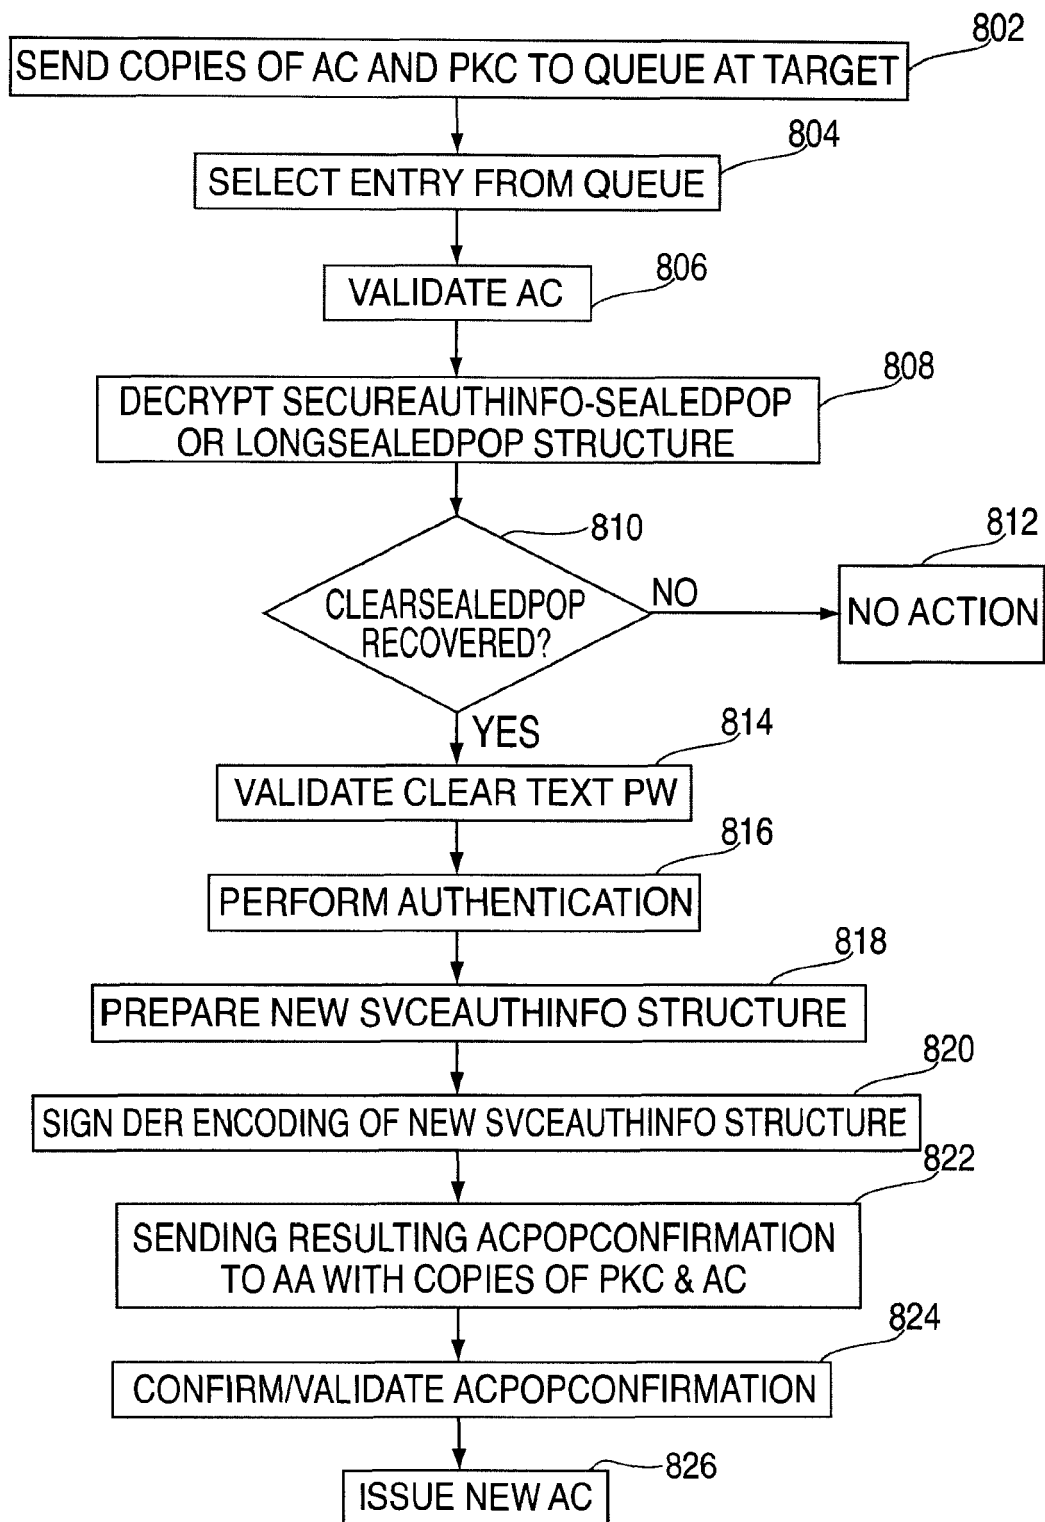 802
SEND COPIES OF AC AND PKC TO QUEUE AT TARGET
804
SELECT ENTRY FROM QUEUE
806
VALIDATE AC
808
DECRYPT SECUREAUTHINFO-SEALEDPOP
OR LONGSEALEDPOP STRUCTURE
810
CLEARSEALEDPOP
RECOVERED?
NO
812
NO ACTION
YES
814
VALIDATE CLEAR TEXT PW
816
PERFORM AUTHENTICATION
818
PREPARE NEW SVCEAUTHINFO STRUCTURE
820
SIGN DER ENCODING OF NEW SVCEAUTHINFO STRUCTURE
822
SENDING RESULTING ACPOPCONFIRMATION
TO AA WITH COPIES OF PKC & AC
824
CONFIRM/VALIDATE ACPOPCONFIRMATION
826
ISSUE NEW AC